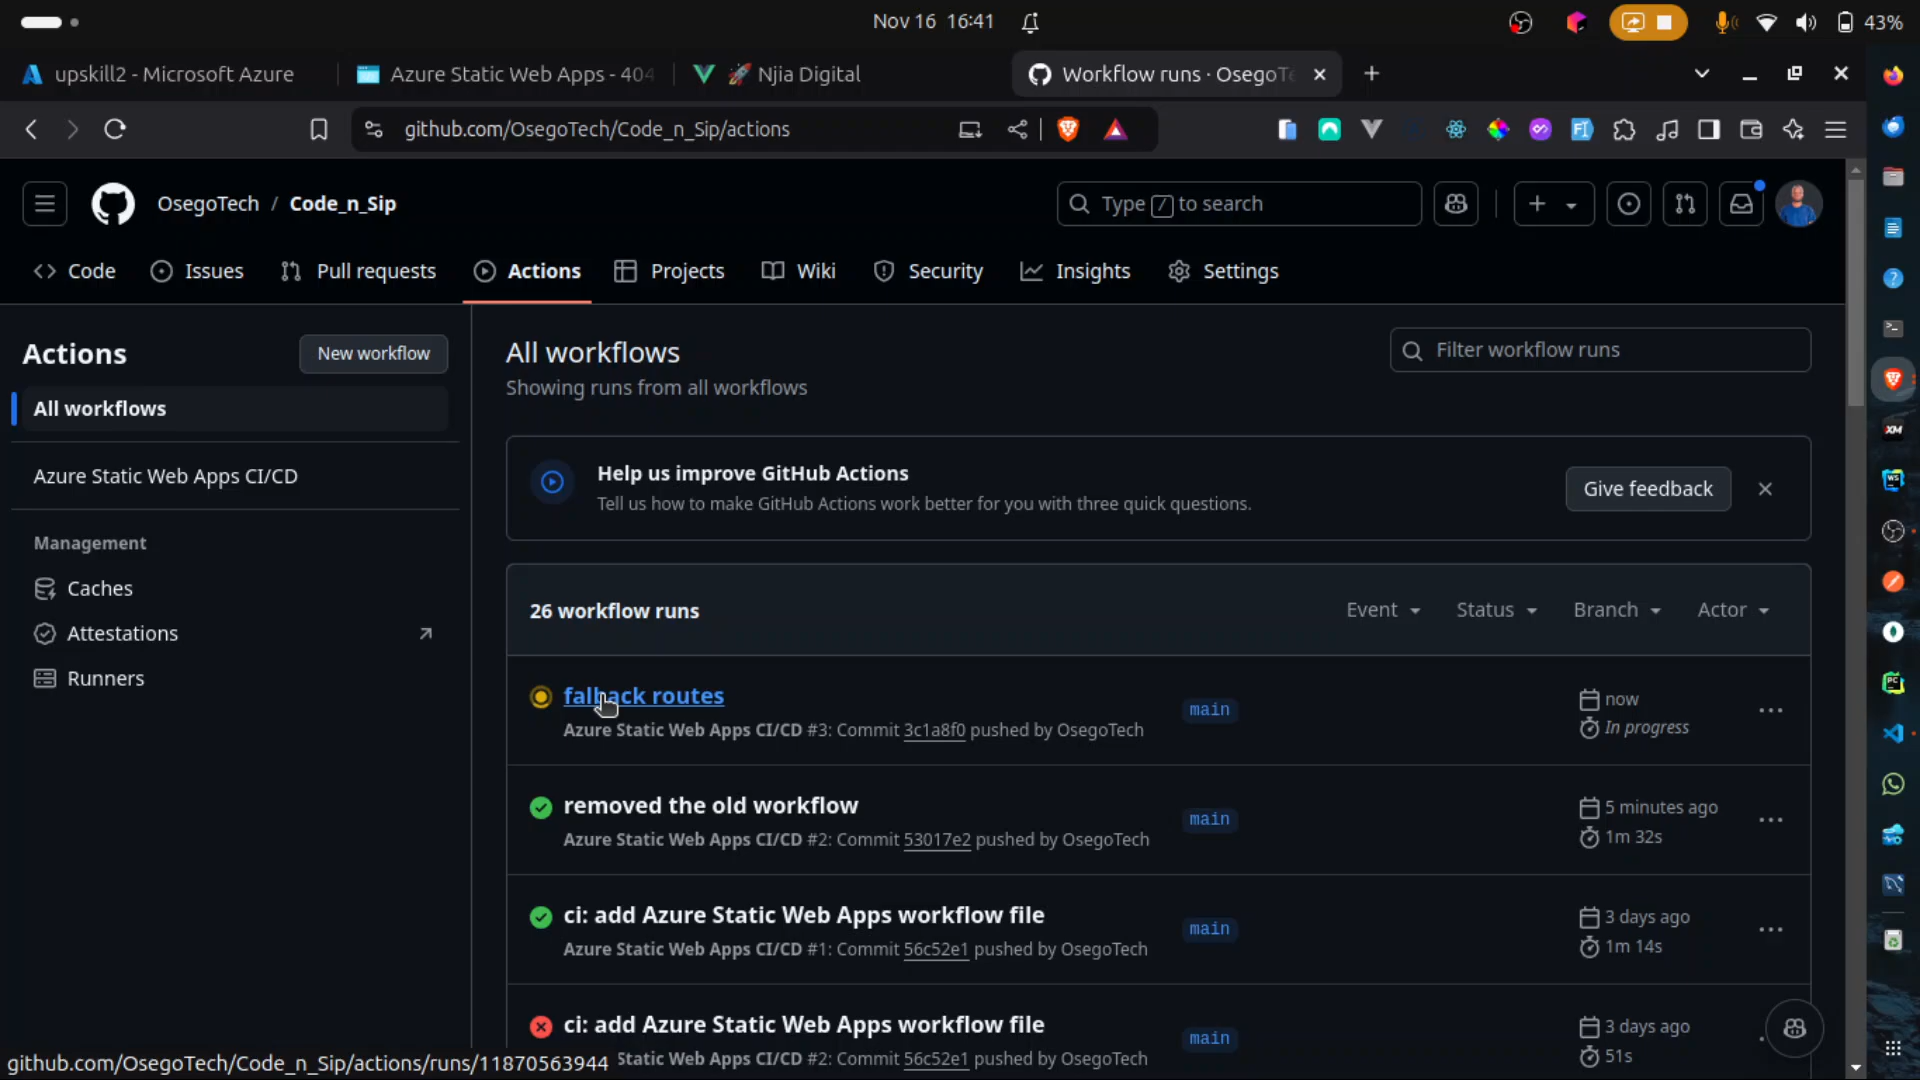 Nov 16 16:41
43%
upskill2 - Microsoft Azure
Azure Static Web Apps - 404
🚀 Njia Digital
Workflow runs · OsegoTe
github.com/OsegoTech/Code_n_Sip/actions
OsegoTech / Code_n_Sip
Type / to search
Code
Issues
Pull requests
Actions
Projects
Wiki
Security
Insights
Settings
Actions
New workflow
All workflows
Azure Static Web Apps CI/CD
Management
Caches
Attestations
Runners
All workflows
Showing runs from all workflows
Filter workflow runs
Help us improve GitHub Actions
Tell us how to make GitHub Actions work better for you with three quick questions.
Give feedback
26 workflow runs
Event
Status
Branch
Actor
falback routes
Azure Static Web Apps CI/CD #3: Commit 3c1a8f0 pushed by OsegoTech
main
now
In progress
removed the old workflow
Azure Static Web Apps CI/CD #2: Commit 53017e2 pushed by OsegoTech
main
5 minutes ago
1m 32s
ci: add Azure Static Web Apps workflow file
Azure Static Web Apps CI/CD #1: Commit 56c52e1 pushed by OsegoTech
main
3 days ago
1m 14s
ci: add Azure Static Web Apps workflow file
Static Web Apps CI/CD #2: Commit 56c52e1 pushed by OsegoTech
main
3 days ago
51s
github.com/OsegoTech/Code_n_Sip/actions/runs/11870563944